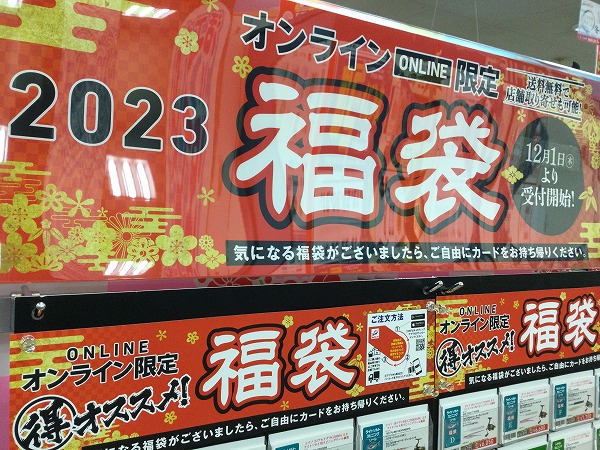 2023
オンライン ONLINE 限定
送料無料で、
店舗取り寄せも可能!
福袋
12月1日㊍
より
受付開始!
気になる福袋がございましたら、ご自由にカードをお持ち帰りください。
ONLINE
オンライン限定
得 オススメ!
福袋
ご注文方法
気になる福袋がございましたら、ご自由にカードをお持ち帰りください。
ONLINE
オンライン限定
得 オススメ!
福袋
気になる福袋がございましたら、ご自由にカードをお持ち帰